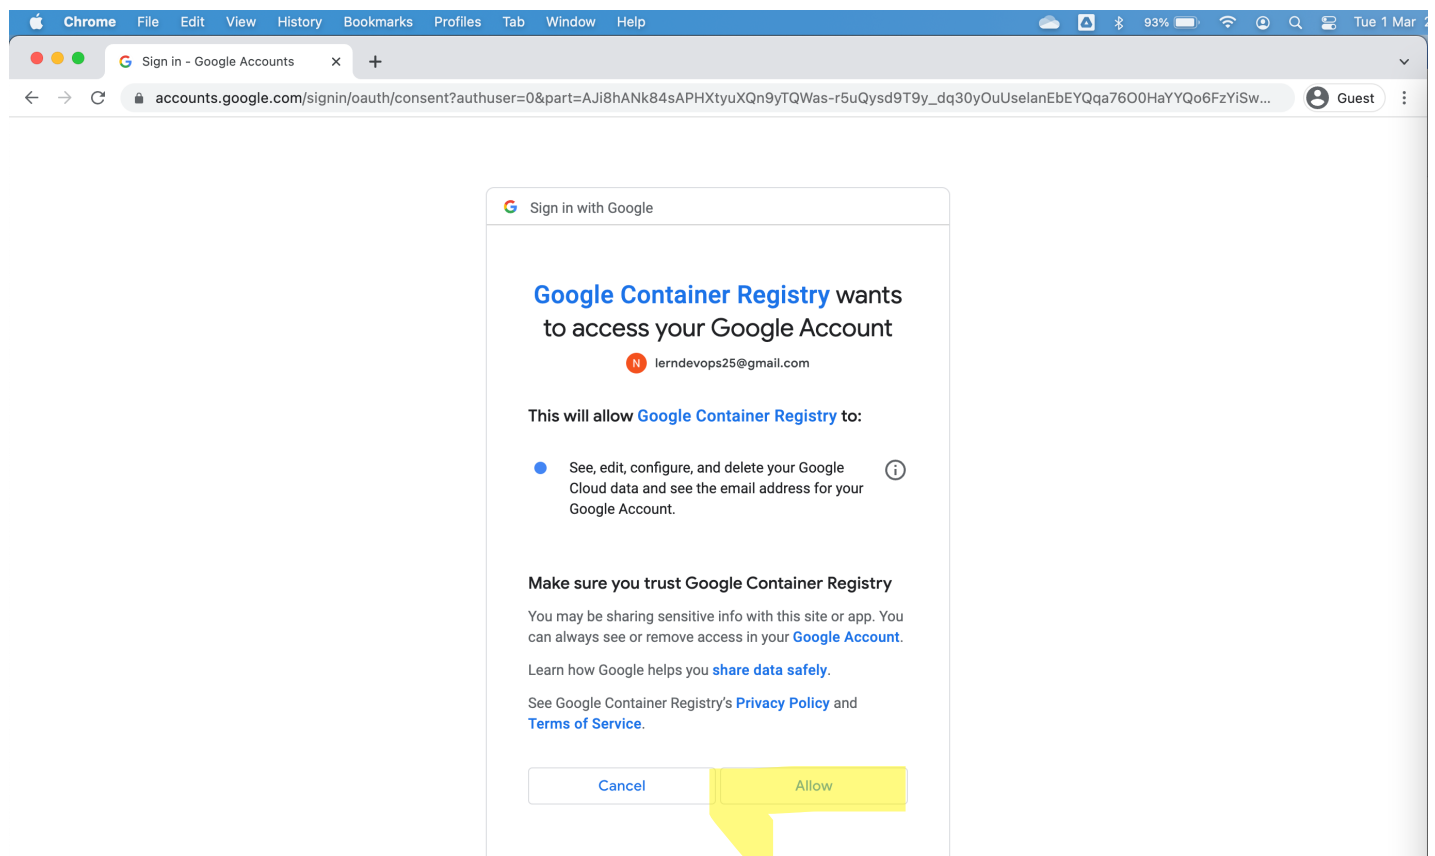 Chrome File Edit View History Bookmarks Profiles Tab Window Help 93% Tue 1 Mar
Sign in - Google Accounts
accounts.google.com/signin/oauth/consent?authuser=0&part=AJi8hANk84sAPHXtyuXQn9yTQWas-r5uQysd9T9y_dq30yOuUselanEbEYQqa76O0HaYYQo6FzYiSw... Guest
Sign in with Google
Google Container Registry wants
to access your Google Account
N lerndevops25@gmail.com
This will allow Google Container Registry to:
See, edit, configure, and delete your Google
Cloud data and see the email address for your
Google Account.
Make sure you trust Google Container Registry
You may be sharing sensitive info with this site or app. You
can always see or remove access in your Google Account.
Learn how Google helps you share data safely.
See Google Container Registry's Privacy Policy and
Terms of Service.
Cancel Allow